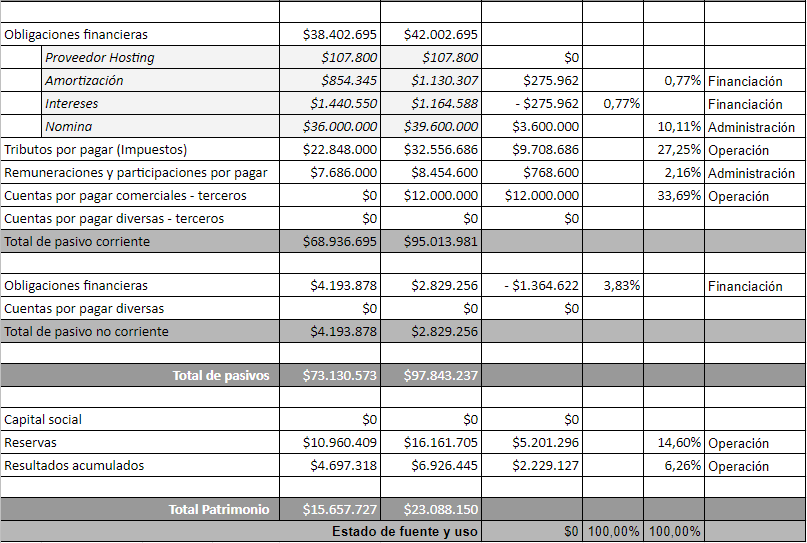 Obligaciones financieras $38.402.695 $42.002.695
Proveedor Hosting $107.800 $107.800 $0
Amortización $854.345 $1.130.307 $275.962 0,77% Financiación
Intereses $1.440.550 $1.164.588 - $275.962 0,77% Financiación
Nomina $36.000.000 $39.600.000 $3.600.000 10,11% Administración
Tributos por pagar (Impuestos) $22.848.000 $32.556.686 $9.708.686 27,25% Operación
Remuneraciones y participaciones por pagar $7.686.000 $8.454.600 $768.600 2,16% Administración
Cuentas por pagar comerciales - terceros $0 $12.000.000 $12.000.000 33,69% Operación
Cuentas por pagar diversas - terceros $0 $0 $0
Total de pasivo corriente $68.936.695 $95.013.981
Obligaciones financieras $4.193.878 $2.829.256 - $1.364.622 3,83% Financiación
Cuentas por pagar diversas $0 $0 $0
Total de pasivo no corriente $4.193.878 $2.829.256
Total de pasivos $73.130.573 $97.843.237
Capital social $0 $0 $0
Reservas $10.960.409 $16.161.705 $5.201.296 14,60% Operación
Resultados acumulados $4.697.318 $6.926.445 $2.229.127 6,26% Operación
Total Patrimonio $15.657.727 $23.088.150
Estado de fuente y uso $0 100,00% 100,00%